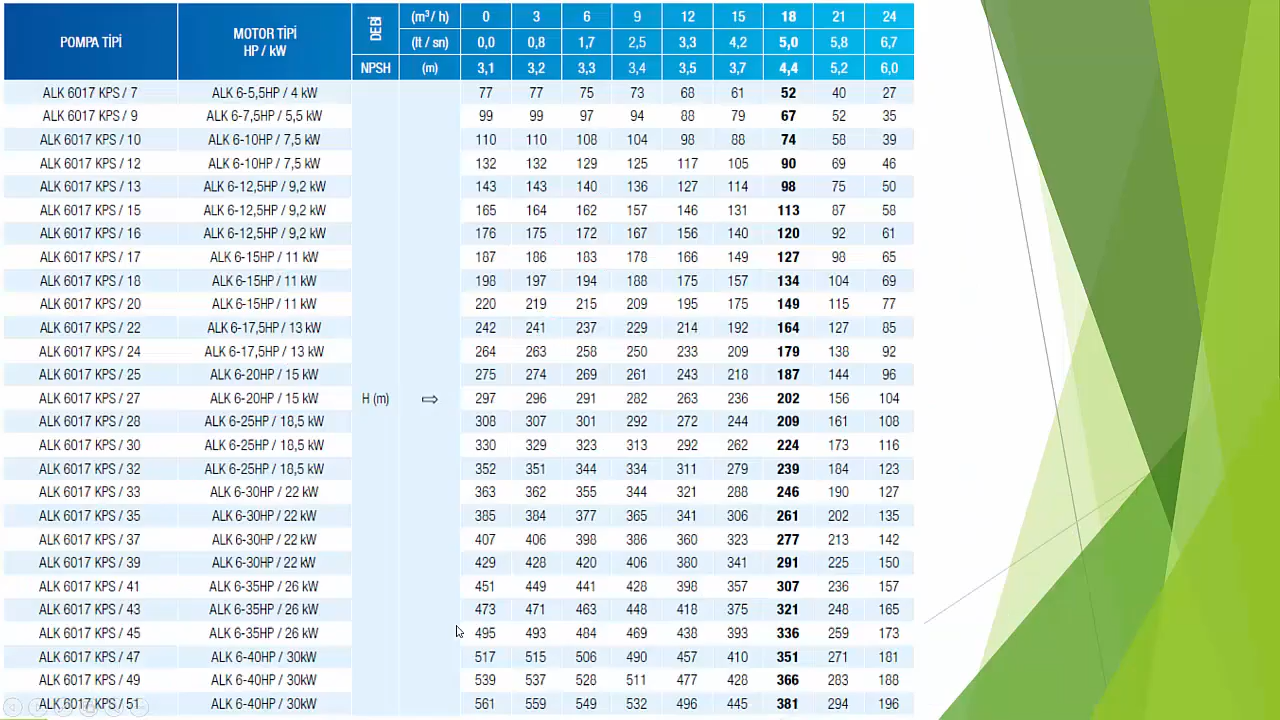 POMPA TİPİ MOTOR TİPİ HP / kW DEBİ (m³/ h) 0 3 6 9 12 15 18 21 24
(lt / sn) 0,0 0,8 1,7 2,5 3,3 4,2 5,0 5,8 6,7
NPSH (m) 3,1 3,2 3,3 3,4 3,5 3,7 4,4 5,2 6,0
ALK 6017 KPS / 7 ALK 6-5,5HP / 4 kW 77 77 75 73 68 61 52 40 27
ALK 6017 KPS / 9 ALK 6-7,5HP / 5,5 kW 99 99 97 94 88 79 67 52 35
ALK 6017 KPS / 10 ALK 6-10HP / 7,5 kW 110 110 108 104 98 88 74 58 39
ALK 6017 KPS / 12 ALK 6-10HP / 7,5 kW 132 132 129 125 117 105 90 69 46
ALK 6017 KPS / 13 ALK 6-12,5HP / 9,2 kW 143 143 140 136 127 114 98 75 50
ALK 6017 KPS / 15 ALK 6-12,5HP / 9,2 kW 165 164 162 157 146 131 113 87 58
ALK 6017 KPS / 16 ALK 6-12,5HP / 9,2 kW 176 175 172 167 156 140 120 92 61
ALK 6017 KPS / 17 ALK 6-15HP / 11 kW 187 186 183 178 166 149 127 98 65
ALK 6017 KPS / 18 ALK 6-15HP / 11 kW 198 197 194 188 175 157 134 104 69
ALK 6017 KPS / 20 ALK 6-15HP / 11 kW 220 219 215 209 195 175 149 115 77
ALK 6017 KPS / 22 ALK 6-17,5HP / 13 kW 242 241 237 229 214 192 164 127 85
ALK 6017 KPS / 24 ALK 6-17,5HP / 13 kW 264 263 258 250 233 209 179 138 92
ALK 6017 KPS / 25 ALK 6-20HP / 15 kW 275 274 269 261 243 218 187 144 96
ALK 6017 KPS / 27 ALK 6-20HP / 15 kW H (m) ⇨ 297 296 291 282 263 236 202 156 104
ALK 6017 KPS / 28 ALK 6-25HP / 18,5 kW 308 307 301 292 272 244 209 161 108
ALK 6017 KPS / 30 ALK 6-25HP / 18,5 kW 330 329 323 313 292 262 224 173 116
ALK 6017 KPS / 32 ALK 6-25HP / 18,5 kW 352 351 344 334 311 279 239 184 123
ALK 6017 KPS / 33 ALK 6-30HP / 22 kW 363 362 355 344 321 288 246 190 127
ALK 6017 KPS / 35 ALK 6-30HP / 22 kW 385 384 377 365 341 306 261 202 135
ALK 6017 KPS / 37 ALK 6-30HP / 22 kW 407 406 398 386 360 323 277 213 142
ALK 6017 KPS / 39 ALK 6-30HP / 22 kW 429 428 420 406 380 341 291 225 150
ALK 6017 KPS / 41 ALK 6-35HP / 26 kW 451 449 441 428 398 357 307 236 157
ALK 6017 KPS / 43 ALK 6-35HP / 26 kW 473 471 463 448 418 375 321 248 165
ALK 6017 KPS / 45 ALK 6-35HP / 26 kW 495 493 484 469 438 393 336 259 173
ALK 6017 KPS / 47 ALK 6-40HP / 30kW 517 515 506 490 457 410 351 271 181
ALK 6017 KPS / 49 ALK 6-40HP / 30kW 539 537 528 511 477 428 366 283 188
ALK 6017 KPS / 51 ALK 6-40HP / 30kW 561 559 549 532 496 445 381 294 196